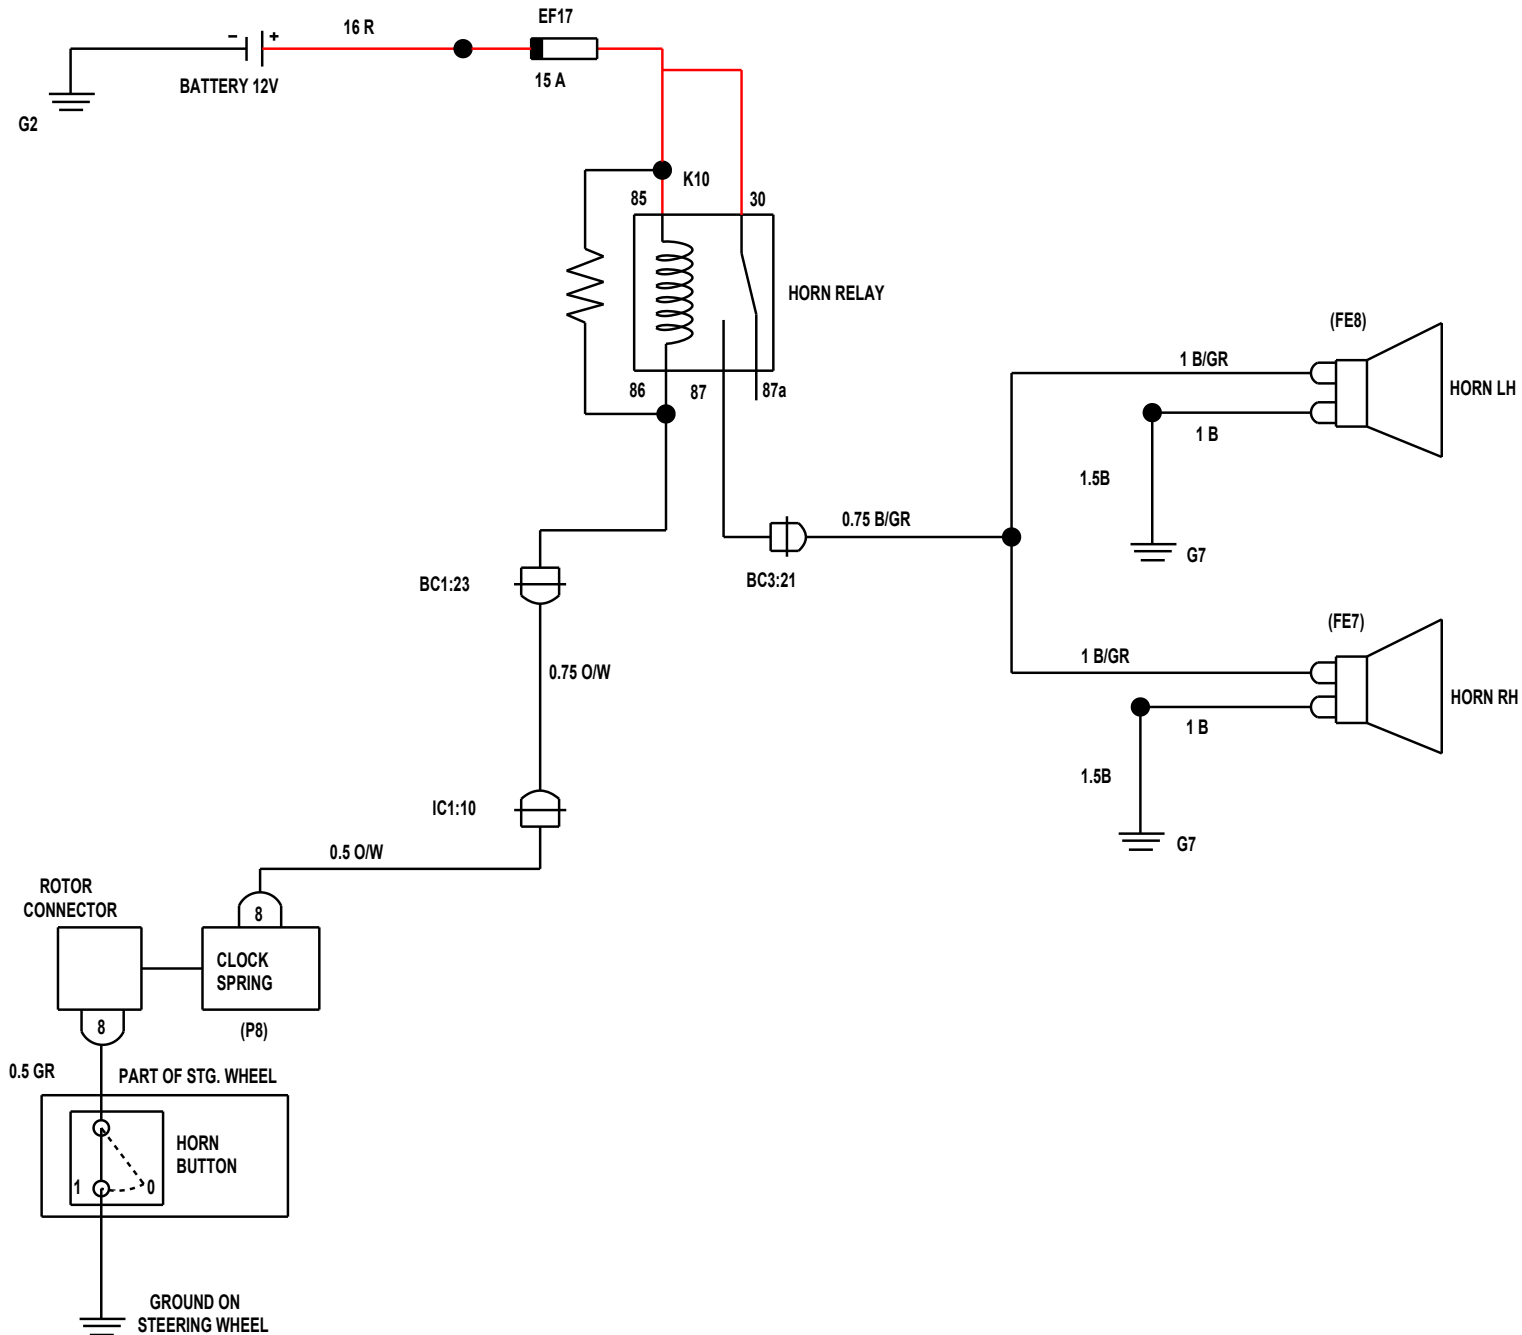 EF17
16 R
− +
BATTERY 12V
15 A
G2
K10
85
30
HORN RELAY
(FE8)
1 B/GR
HORN LH
86
87
87a
1 B
1.5B
0.75 B/GR
G7
BC1:23
BC3:21
(FE7)
1 B/GR
0.75 O/W
HORN RH
1 B
1.5B
IC1:10
G7
0.5 O/W
ROTOR
CONNECTOR
8
CLOCK
SPRING
8
(P8)
0.5 GR
PART OF STG. WHEEL
HORN
BUTTON
1
0
GROUND ON
STEERING WHEEL